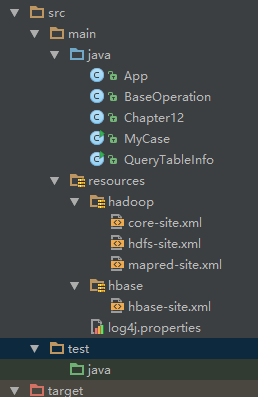 src
main
java
App
BaseOperation
Chapter12
MyCase
QueryTableInfo
resources
hadoop
core-site.xml
hdfs-site.xml
mapred-site.xml
hbase
hbase-site.xml
log4j.properties
test
java
target